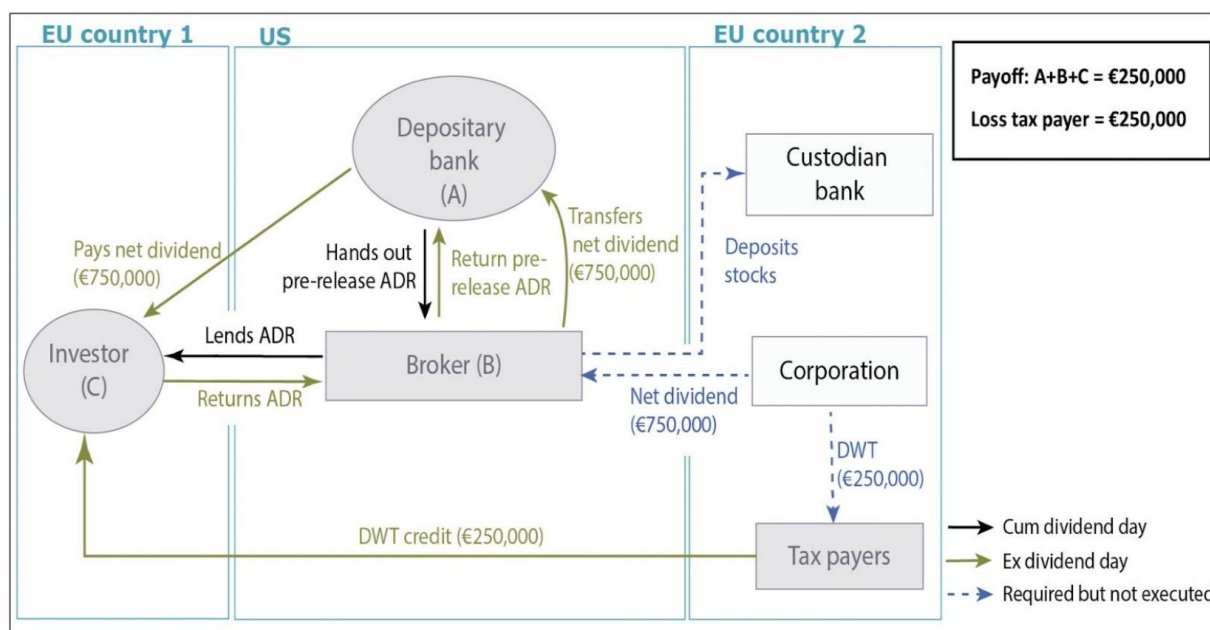 EU country 1
US
EU country 2
Payoff: A+B+C = €250,000
Loss tax payer = €250,000
Depositary
bank
(A)
Custodian
bank
Pays net dividend
(€750,000)
Hands out
pre-release ADR
Return pre-
release ADR
Transfers
net dividend
(€750,000)
Deposits
stocks
Investor
(C)
Lends ADR
Returns ADR
Broker (B)
Corporation
Net dividend
(€750,000)
DWT
(€250,000)
DWT credit (€250,000)
Tax payers
Cum dividend day
Ex dividend day
Required but not executed